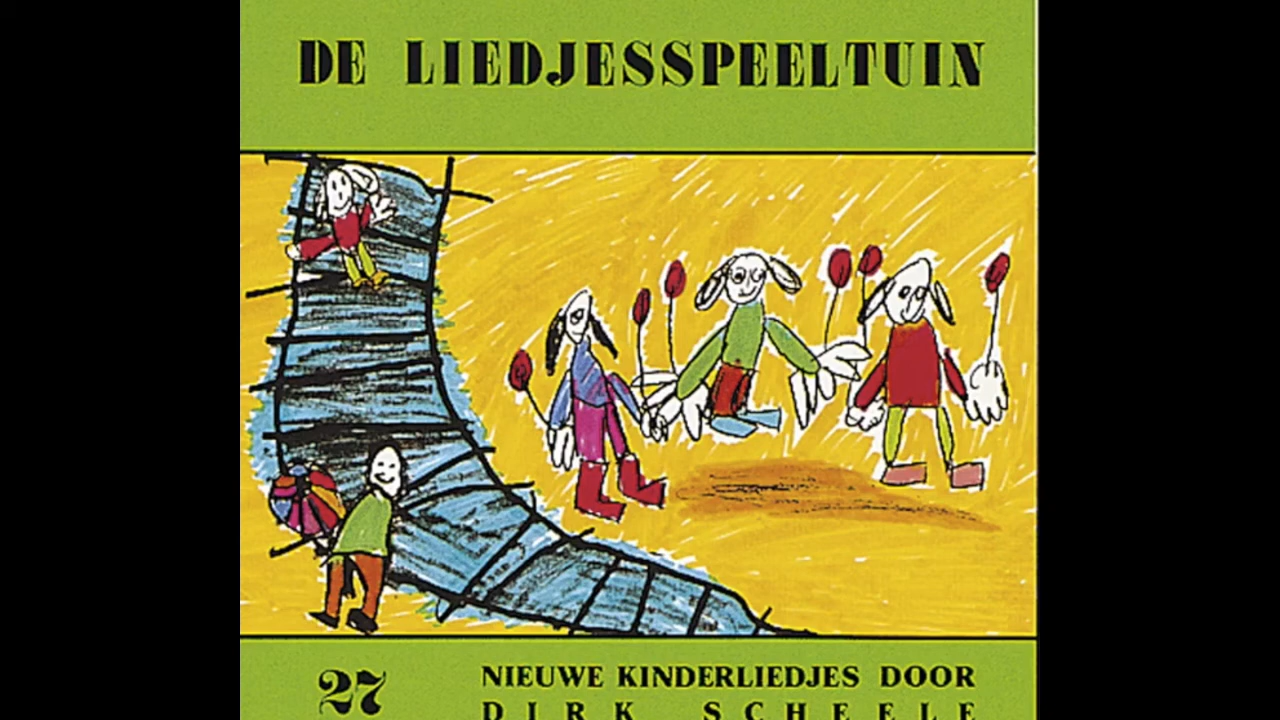 DE LIEDJESSPEELTUIN
27
NIEUWE KINDERLIEDJES DOOR
DIRK SCHEELE